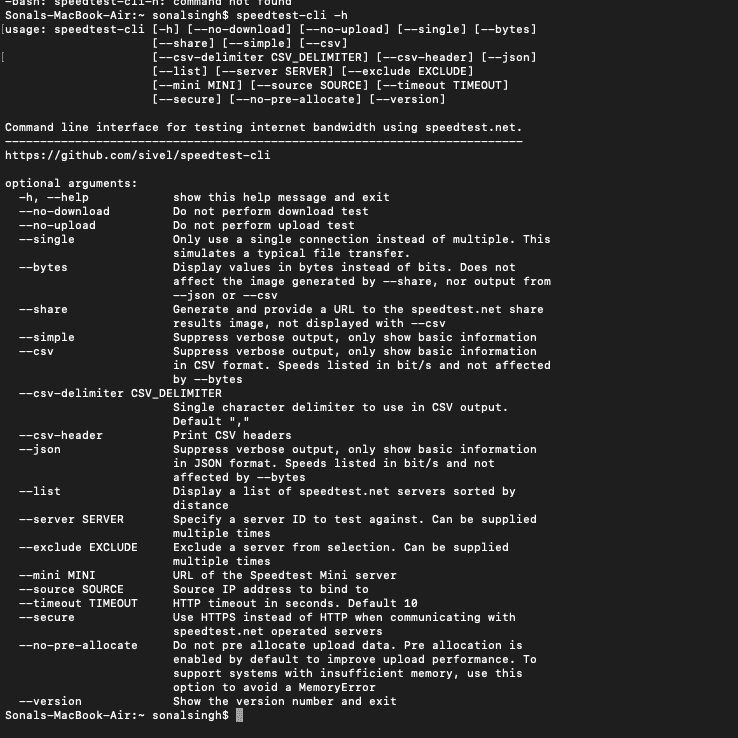 -bash: speedtest-cli-h: command not found
Sonals-MacBook-Air:~ sonalsingh$ speedtest-cli -h
[usage: speedtest-cli [-h] [--no-download] [--no-upload] [--single] [--bytes]
                     [--share] [--simple] [--csv]
[                     [--csv-delimiter CSV_DELIMITER] [--csv-header] [--json]
                     [--list] [--server SERVER] [--exclude EXCLUDE]
                     [--mini MINI] [--source SOURCE] [--timeout TIMEOUT]
                     [--secure] [--no-pre-allocate] [--version]

Command line interface for testing internet bandwidth using speedtest.net.
--------------------------------------------------------------------------
https://github.com/sivel/speedtest-cli

optional arguments:
  -h, --help            show this help message and exit
  --no-download         Do not perform download test
  --no-upload           Do not perform upload test
  --single              Only use a single connection instead of multiple. This
                        simulates a typical file transfer.
  --bytes               Display values in bytes instead of bits. Does not
                        affect the image generated by --share, nor output from
                        --json or --csv
  --share               Generate and provide a URL to the speedtest.net share
                        results image, not displayed with --csv
  --simple              Suppress verbose output, only show basic information
  --csv                 Suppress verbose output, only show basic information
                        in CSV format. Speeds listed in bit/s and not affected
                        by --bytes
  --csv-delimiter CSV_DELIMITER
                        Single character delimiter to use in CSV output.
                        Default ","
  --csv-header          Print CSV headers
  --json                Suppress verbose output, only show basic information
                        in JSON format. Speeds listed in bit/s and not
                        affected by --bytes
  --list                Display a list of speedtest.net servers sorted by
                        distance
  --server SERVER       Specify a server ID to test against. Can be supplied
                        multiple times
  --exclude EXCLUDE     Exclude a server from selection. Can be supplied
                        multiple times
  --mini MINI           URL of the Speedtest Mini server
  --source SOURCE       Source IP address to bind to
  --timeout TIMEOUT     HTTP timeout in seconds. Default 10
  --secure              Use HTTPS instead of HTTP when communicating with
                        speedtest.net operated servers
  --no-pre-allocate     Do not pre allocate upload data. Pre allocation is
                        enabled by default to improve upload performance. To
                        support systems with insufficient memory, use this
                        option to avoid a MemoryError
  --version             Show the version number and exit
Sonals-MacBook-Air:~ sonalsingh$